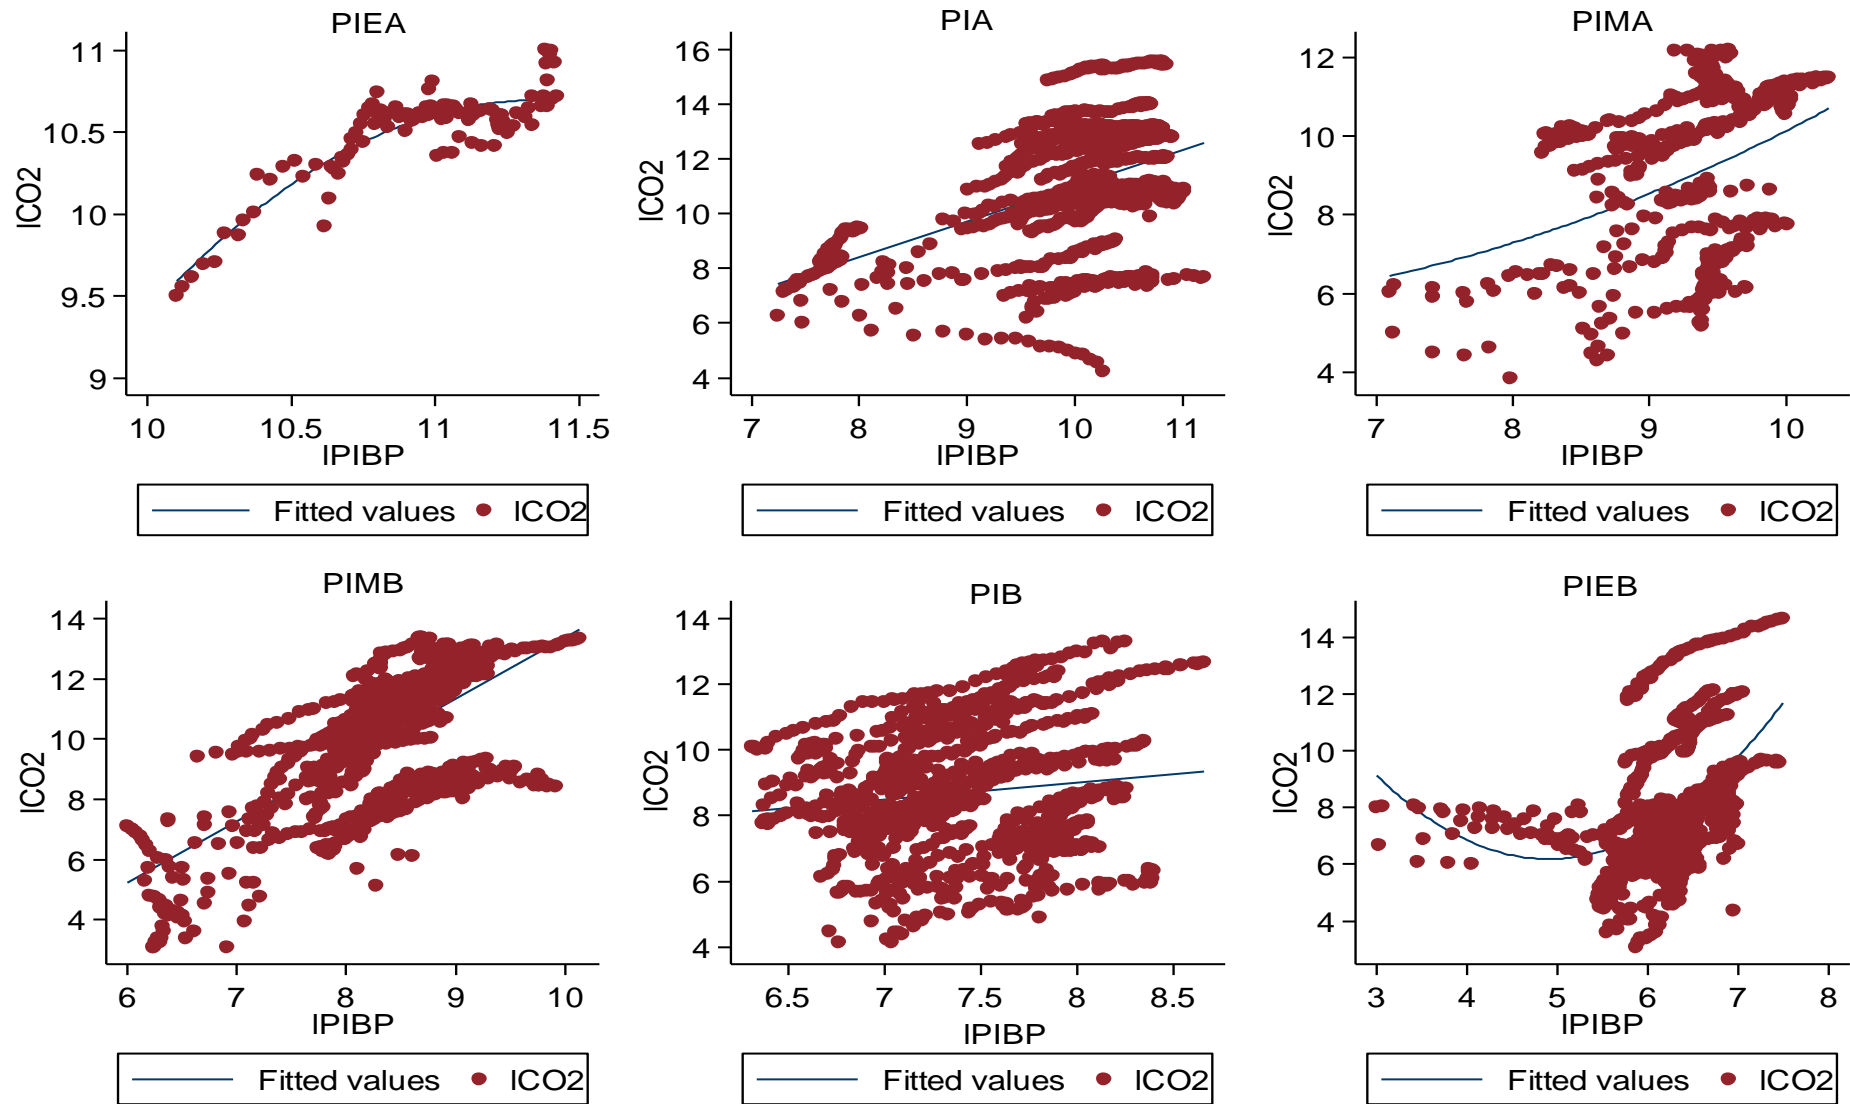 PIEA
lCO2
11
10.5
10
9.5
9
10 10.5 11 11.5
lPIBP
Fitted values lCO2
PIA
lCO2
16
14
12
10
8
6
4
7 8 9 10 11
lPIBP
Fitted values lCO2
PIMA
lCO2
12
10
8
6
4
7 8 9 10
lPIBP
Fitted values lCO2
PIMB
lCO2
14
12
10
8
6
4
6 7 8 9 10
lPIBP
Fitted values lCO2
PIB
lCO2
14
12
10
8
6
4
6.5 7 7.5 8 8.5
lPIBP
Fitted values lCO2
PIEB
lCO2
14
12
10
8
6
4
3 4 5 6 7 8
lPIBP
Fitted values lCO2